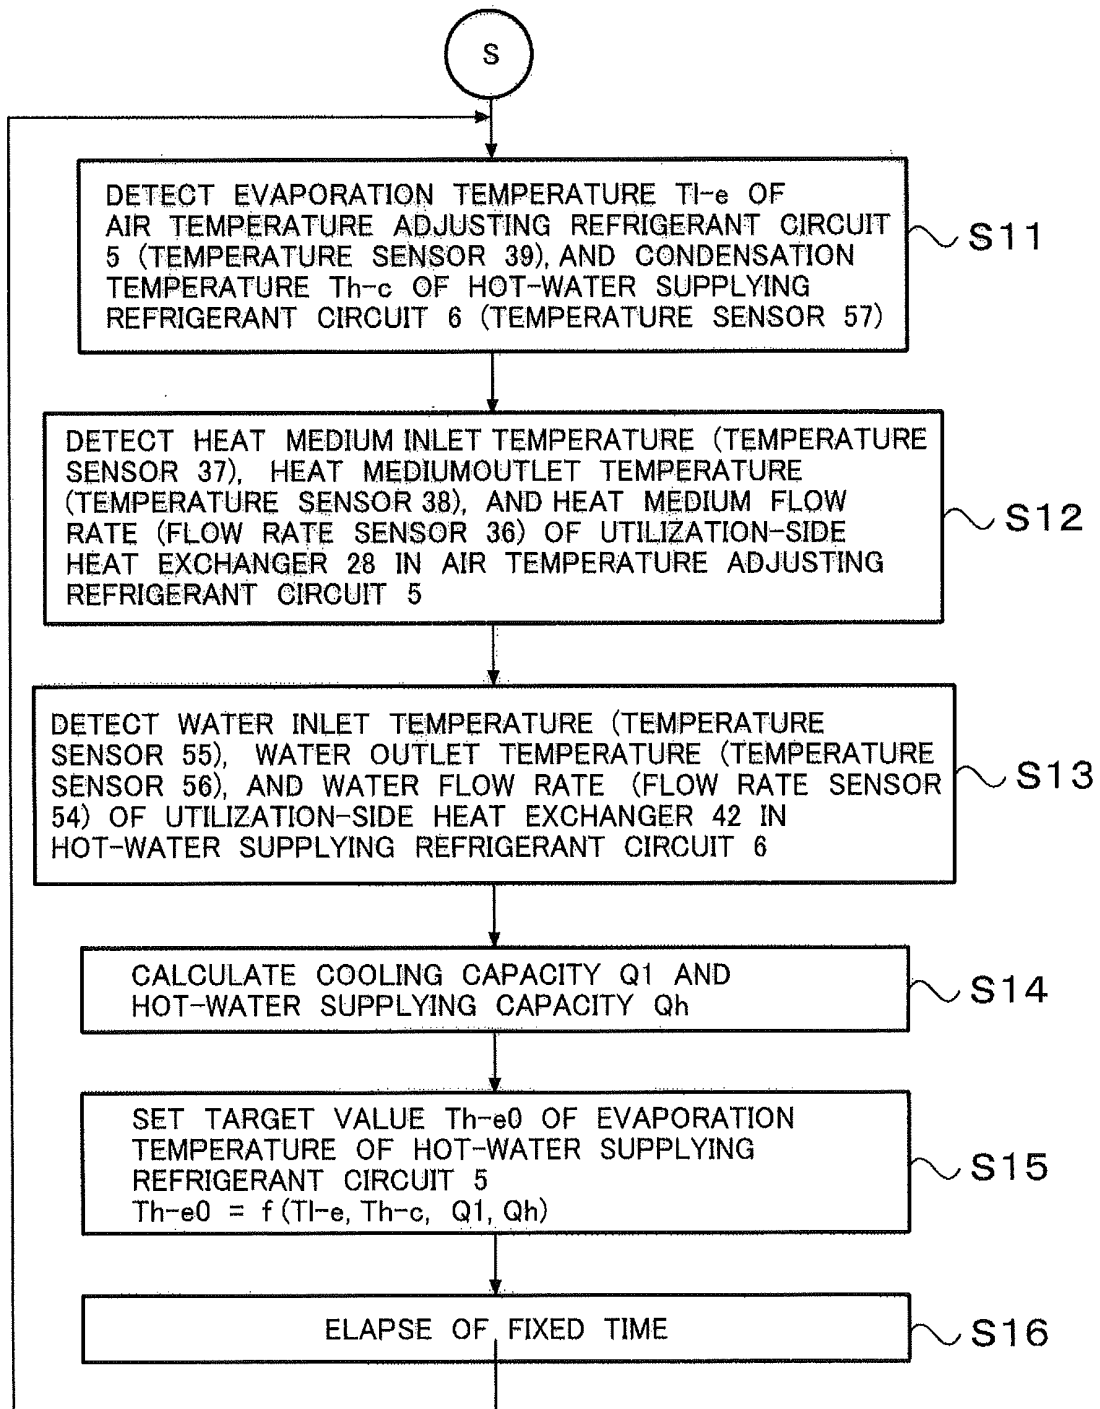 S
DETECT EVAPORATION TEMPERATURE Tl-e OF
AIR TEMPERATURE ADJUSTING REFRIGERANT CIRCUIT
5 (TEMPERATURE SENSOR 39), AND CONDENSATION
TEMPERATURE Th-c OF HOT-WATER SUPPLYING
REFRIGERANT CIRCUIT 6 (TEMPERATURE SENSOR 57)
S11
DETECT HEAT MEDIUM INLET TEMPERATURE (TEMPERATURE
SENSOR 37), HEAT MEDIUMOUTLET TEMPERATURE
(TEMPERATURE SENSOR 38), AND HEAT MEDIUM FLOW
RATE (FLOW RATE SENSOR 36) OF UTILIZATION-SIDE
HEAT EXCHANGER 28 IN AIR TEMPERATURE ADJUSTING
REFRIGERANT CIRCUIT 5
S12
DETECT WATER INLET TEMPERATURE (TEMPERATURE
SENSOR 55), WATER OUTLET TEMPERATURE (TEMPERATURE
SENSOR 56), AND WATER FLOW RATE (FLOW RATE SENSOR
54) OF UTILIZATION-SIDE HEAT EXCHANGER 42 IN
HOT-WATER SUPPLYING REFRIGERANT CIRCUIT 6
S13
CALCULATE COOLING CAPACITY Q1 AND
HOT-WATER SUPPLYING CAPACITY Qh
S14
SET TARGET VALUE Th-e0 OF EVAPORATION
TEMPERATURE OF HOT-WATER SUPPLYING
REFRIGERANT CIRCUIT 5
Th-e0 = f(Tl-e, Th-c, Q1, Qh)
S15
ELAPSE OF FIXED TIME
S16